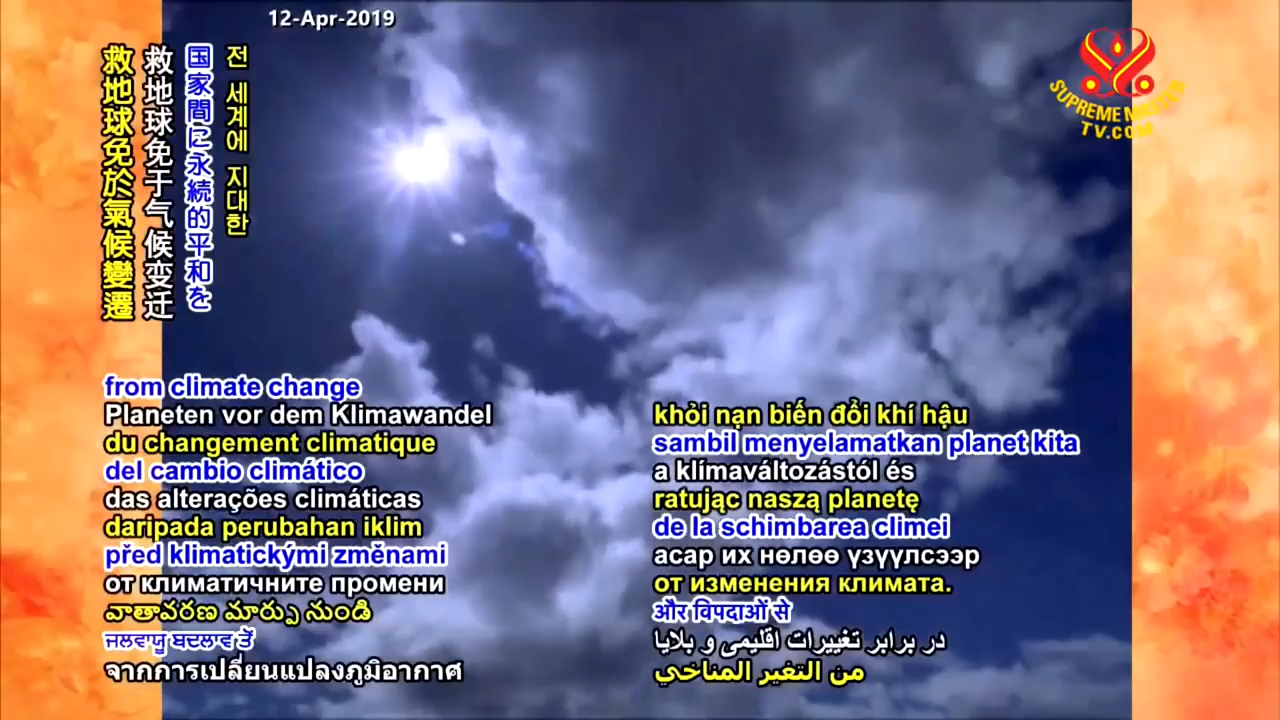 12-Apr-2019
SUPREME MASTER
TV.COM
전 세계에 지대한
国家間に永続的平和を
救地球免于气候变迁
救地球免於氣候變遷
from climate change
Planeten vor dem Klimawandel
du changement climatique
del cambio climático
das alterações climáticas
daripada perubahan iklim
před klimatickými změnami
от климатичните промени
వాతావరణ మార్పు నుండి
ਜਲਵਾਯੂ ਬਦਲਾਵ ਤੋਂ
จากการเปลี่ยนแปลงภูมิอากาศ
khỏi nạn biến đổi khí hậu
sambil menyelamatkan planet kita
a klímaváltozástól és
ratując naszą planetę
de la schimbarea climei
асар их нөлөө үзүүлсээр
от изменения климата.
और विपदाओं से
در برابر تغییرات اقلیمی و بلایا
من التغير المناخي